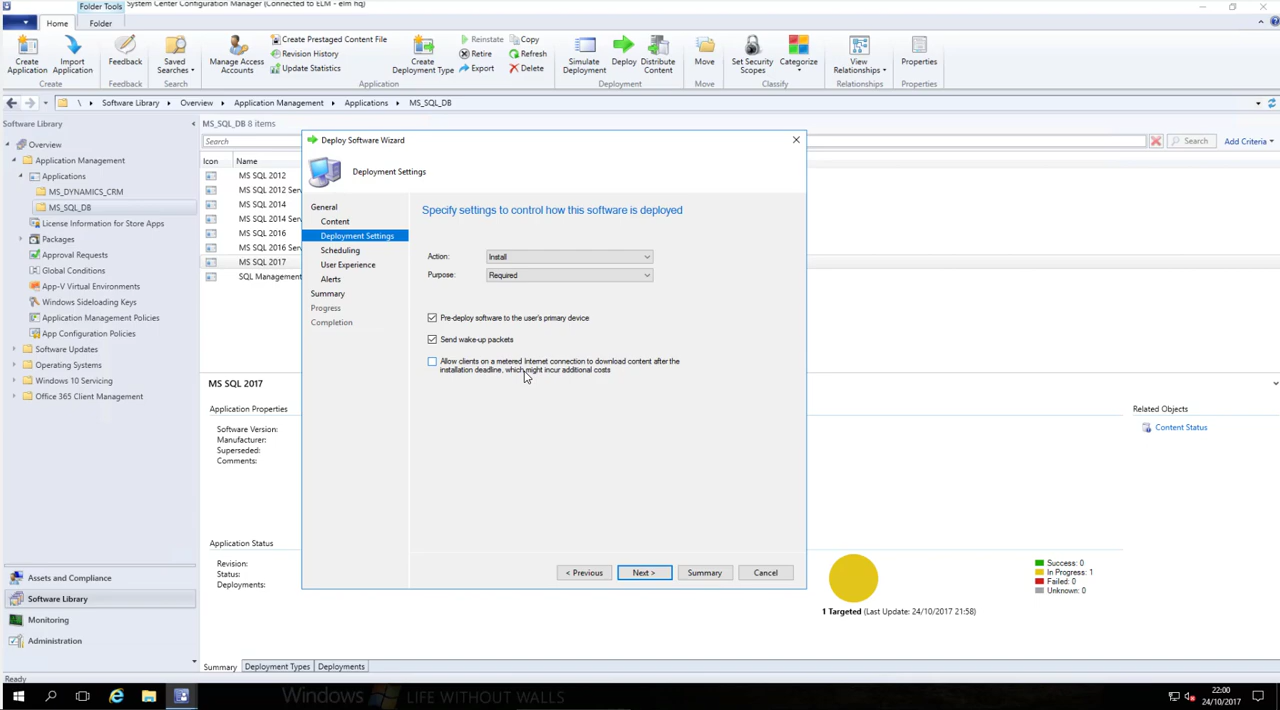 Folder Tools
System Center Configuration Manager (Connected to ELM - elm hq)
Home
Folder
Create Application
Import Application
Feedback
Saved Searches
Manage Access Accounts
Create Prestaged Content File
Revision History
Update Statistics
Create Deployment Type
Reinstate
Retire
Export
Copy
Refresh
Delete
Simulate Deployment
Deploy
Distribute Content
Move
Set Security Scopes
Categorize
View Relationships
Properties
Create
Feedback
Search
Application
Deployment
Move
Classify
Relationships
Properties
\ Software Library Overview Application Management Applications MS_SQL_DB
Software Library
Overview
Application Management
Applications
MS_DYNAMICS_CRM
MS_SQL_DB
License Information for Store Apps
Packages
Approval Requests
Global Conditions
App-V Virtual Environments
Windows Sideloading Keys
Application Management Policies
App Configuration Policies
Software Updates
Operating Systems
Windows 10 Servicing
Office 365 Client Management
Assets and Compliance
Software Library
Monitoring
Administration
MS_SQL_DB 8 items
Search
Search
Add Criteria
Icon Name
MS SQL 2012
MS SQL 2012 Serv
MS SQL 2014
MS SQL 2014 Serv
MS SQL 2016
MS SQL 2016 Serv
MS SQL 2017
SQL Management
Deploy Software Wizard
Deployment Settings
General
Content
Deployment Settings
Scheduling
User Experience
Alerts
Summary
Progress
Completion
Specify settings to control how this software is deployed
Action: Install
Purpose: Required
Pre-deploy software to the user's primary device
Send wake-up packets
Allow clients on a metered Internet connection to download content after the
installation deadline, which might incur additional costs
< Previous
Next >
Summary
Cancel
MS SQL 2017
Application Properties
Software Version:
Manufacturer:
Superseded:
Comments:
Related Objects
Content Status
Application Status
Revision:
Status:
Deployments:
Success: 0
In Progress: 1
Failed: 0
Unknown: 0
1 Targeted (Last Update: 24/10/2017 21:58)
Summary Deployment Types Deployments
Ready
Windows LIFE WITHOUT WALLS
22:00
24/10/2017